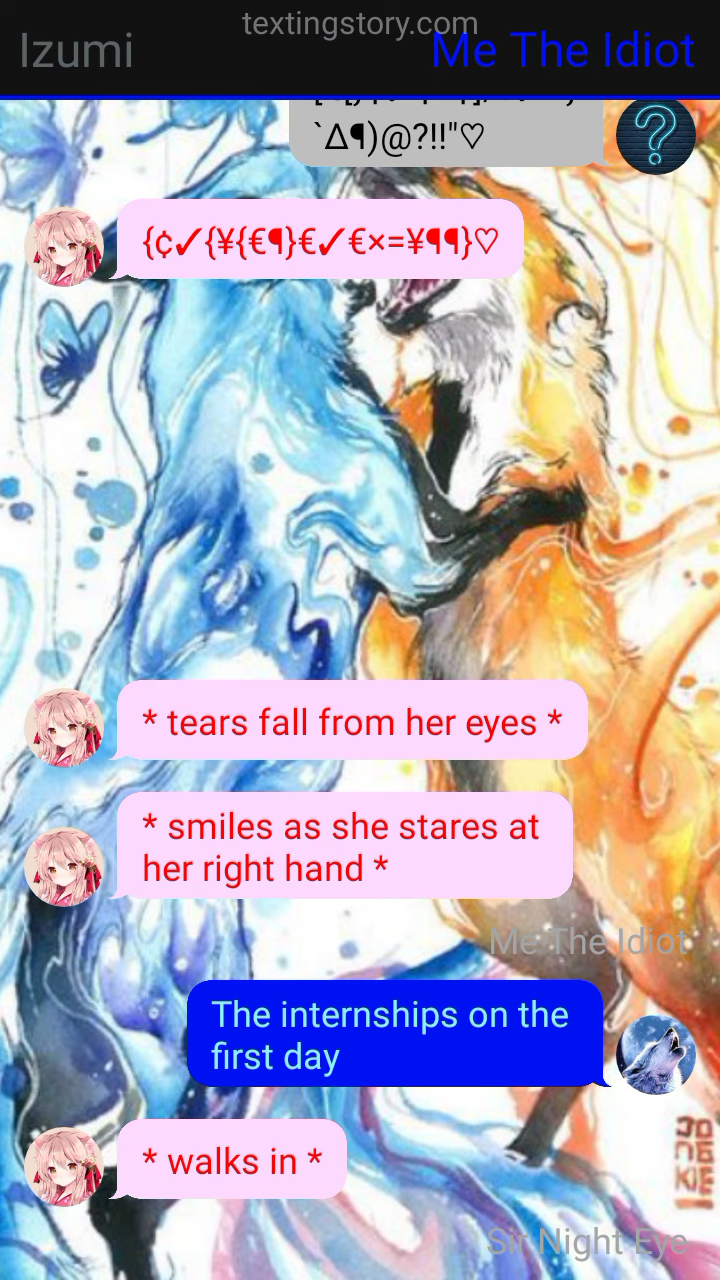 textingstory.com
Izumi
Me The Idiot
`Δ¶)@?!!"♡
{¢✓{¥{€¶}€✓€×=¥¶¶}♡
* tears fall from her eyes *
* smiles as she stares at
her right hand *
Me The Idiot
The internships on the
first day
* walks in *
Sir Night Eye